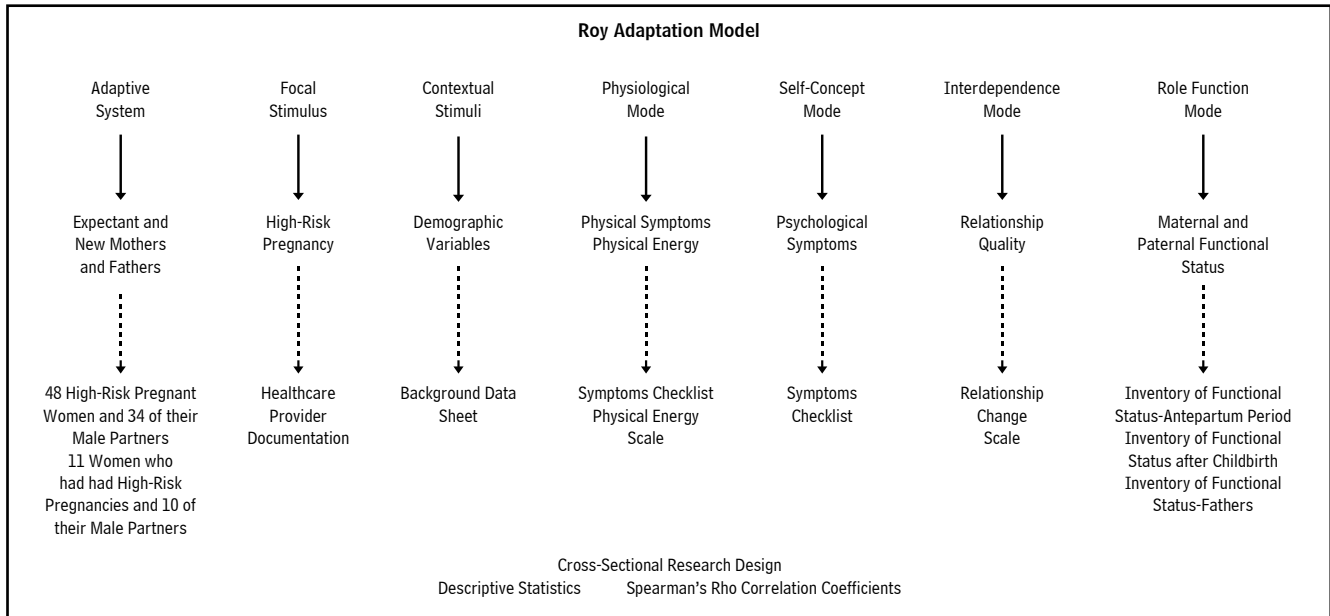 Roy Adaptation Model
Adaptive
System
Focal
Stimulus
Contextual
Stimuli
Physiological
Mode
Self-Concept
Mode
Interdependence
Mode
Role Function
Mode
Expectant and
New Mothers
and Fathers
High-Risk
Pregnancy
Demographic
Variables
Physical Symptoms
Physical Energy
Psychological
Symptoms
Relationship
Quality
Maternal and
Paternal Functional
Status
48 High-Risk Pregnant
Women and 34 of their
Male Partners
11 Women who
had had High-Risk
Pregnancies and 10 of
their Male Partners
Healthcare
Provider
Documentation
Background Data
Sheet
Symptoms Checklist
Physical Energy
Scale
Symptoms
Checklist
Relationship
Change
Scale
Inventory of Functional
Status-Antepartum Period
Inventory of Functional
Status after Childbirth
Inventory of Functional
Status-Fathers
Cross-Sectional Research Design
Descriptive Statistics Spearman's Rho Correlation Coefficients